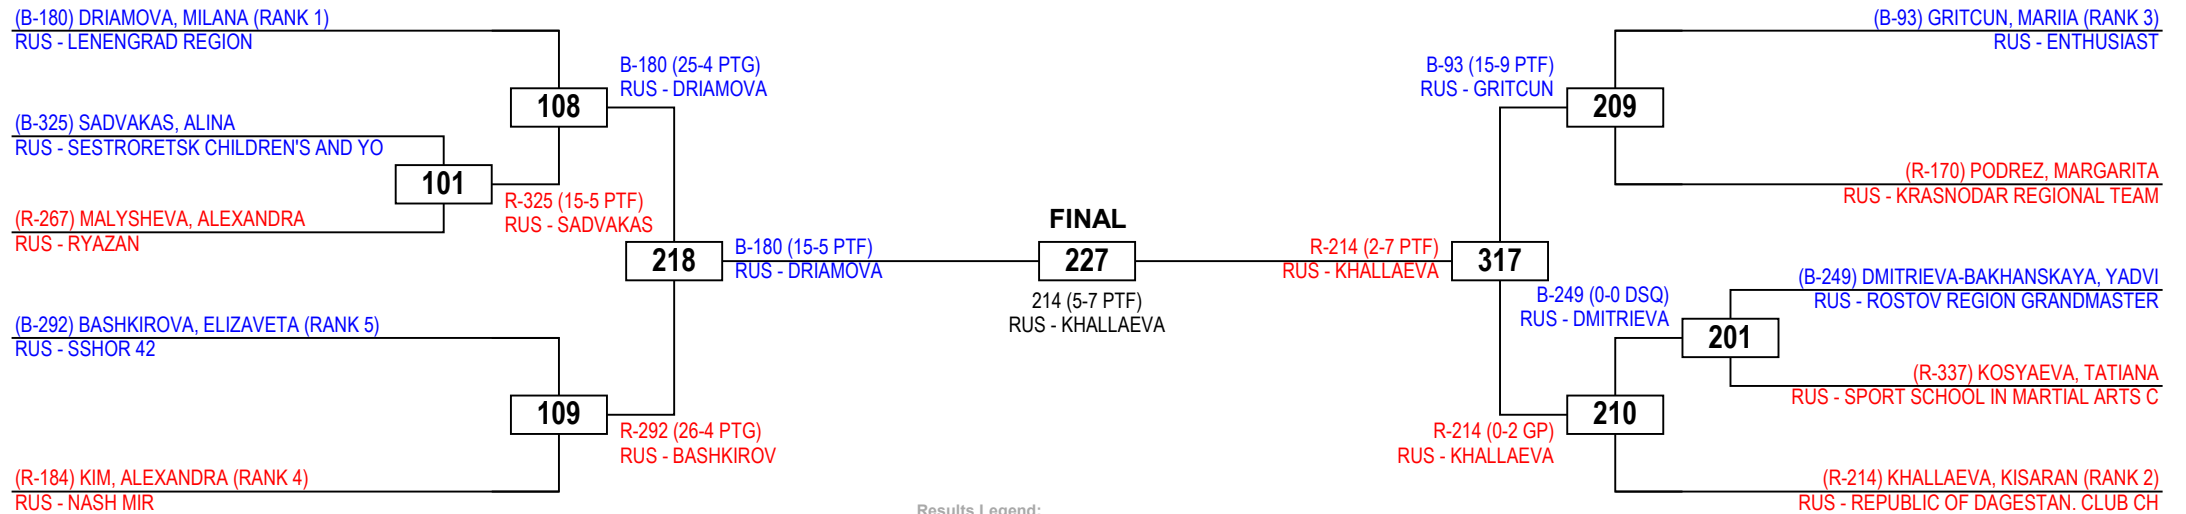 (B-180) DRIAMOVA, MILANA (RANK 1)
RUS - LENENGRAD REGION
B-180 (25-4 PTG)
RUS - DRIAMOVA
108
(B-325) SADVAKAS, ALINA
RUS - SESTRORETSK CHILDREN'S AND YO
101
R-325 (15-5 PTF)
RUS - SADVAKAS
(R-267) MALYSHEVA, ALEXANDRA
RUS - RYAZAN
218
B-180 (15-5 PTF)
RUS - DRIAMOVA
(B-292) BASHKIROVA, ELIZAVETA (RANK 5)
RUS - SSHOR 42
109
R-292 (26-4 PTG)
RUS - BASHKIROV
(R-184) KIM, ALEXANDRA (RANK 4)
RUS - NASH MIR
FINAL
227
214 (5-7 PTF)
RUS - KHALLAEVA
(B-93) GRITCUN, MARIIA (RANK 3)
RUS - ENTHUSIAST
B-93 (15-9 PTF)
RUS - GRITCUN
209
(R-170) PODREZ, MARGARITA
RUS - KRASNODAR REGIONAL TEAM
R-214 (2-7 PTF)
RUS - KHALLAEVA
317
(B-249) DMITRIEVA-BAKHANSKAYA, YADVI
RUS - ROSTOV REGION GRANDMASTER
B-249 (0-0 DSQ)
RUS - DMITRIEVA
201
(R-337) KOSYAEVA, TATIANA
RUS - SPORT SCHOOL IN MARTIAL ARTS C
210
R-214 (0-2 GP)
RUS - KHALLAEVA
(R-214) KHALLAEVA, KISARAN (RANK 2)
RUS - REPUBLIC OF DAGESTAN. CLUB CH
Results Legend: